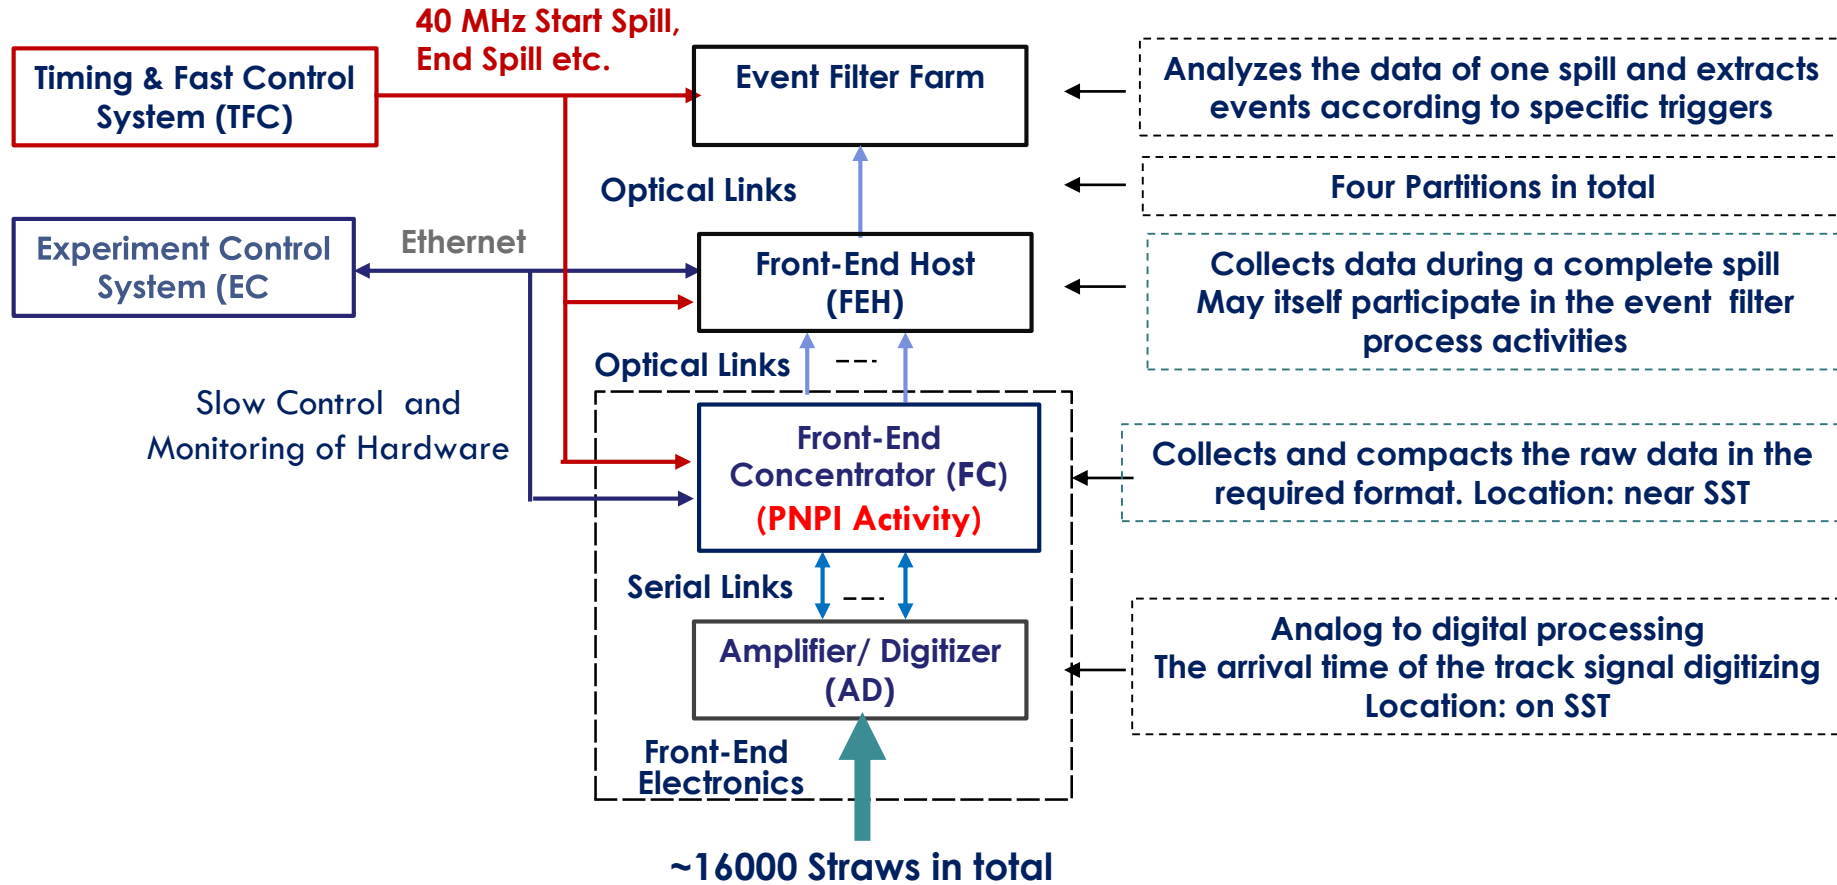 40 MHz Start Spill,
End Spill etc.
Timing & Fast Control
System (TFC)
Event Filter Farm
Analyzes the data of one spill and extracts
events according to specific triggers
Optical Links
Four Partitions in total
Experiment Control
System (EC
Ethernet
Front-End Host
(FEH)
Collects data during a complete spill
May itself participate in the event filter
process activities
Optical Links
Slow Control and
Monitoring of Hardware
Front-End
Concentrator (FC)
(PNPI Activity)
Collects and compacts the raw data in the
required format. Location: near SST
Serial Links
Amplifier/ Digitizer
(AD)
Analog to digital processing
The arrival time of the track signal digitizing
Location: on SST
Front-End
Electronics
~16000 Straws in total